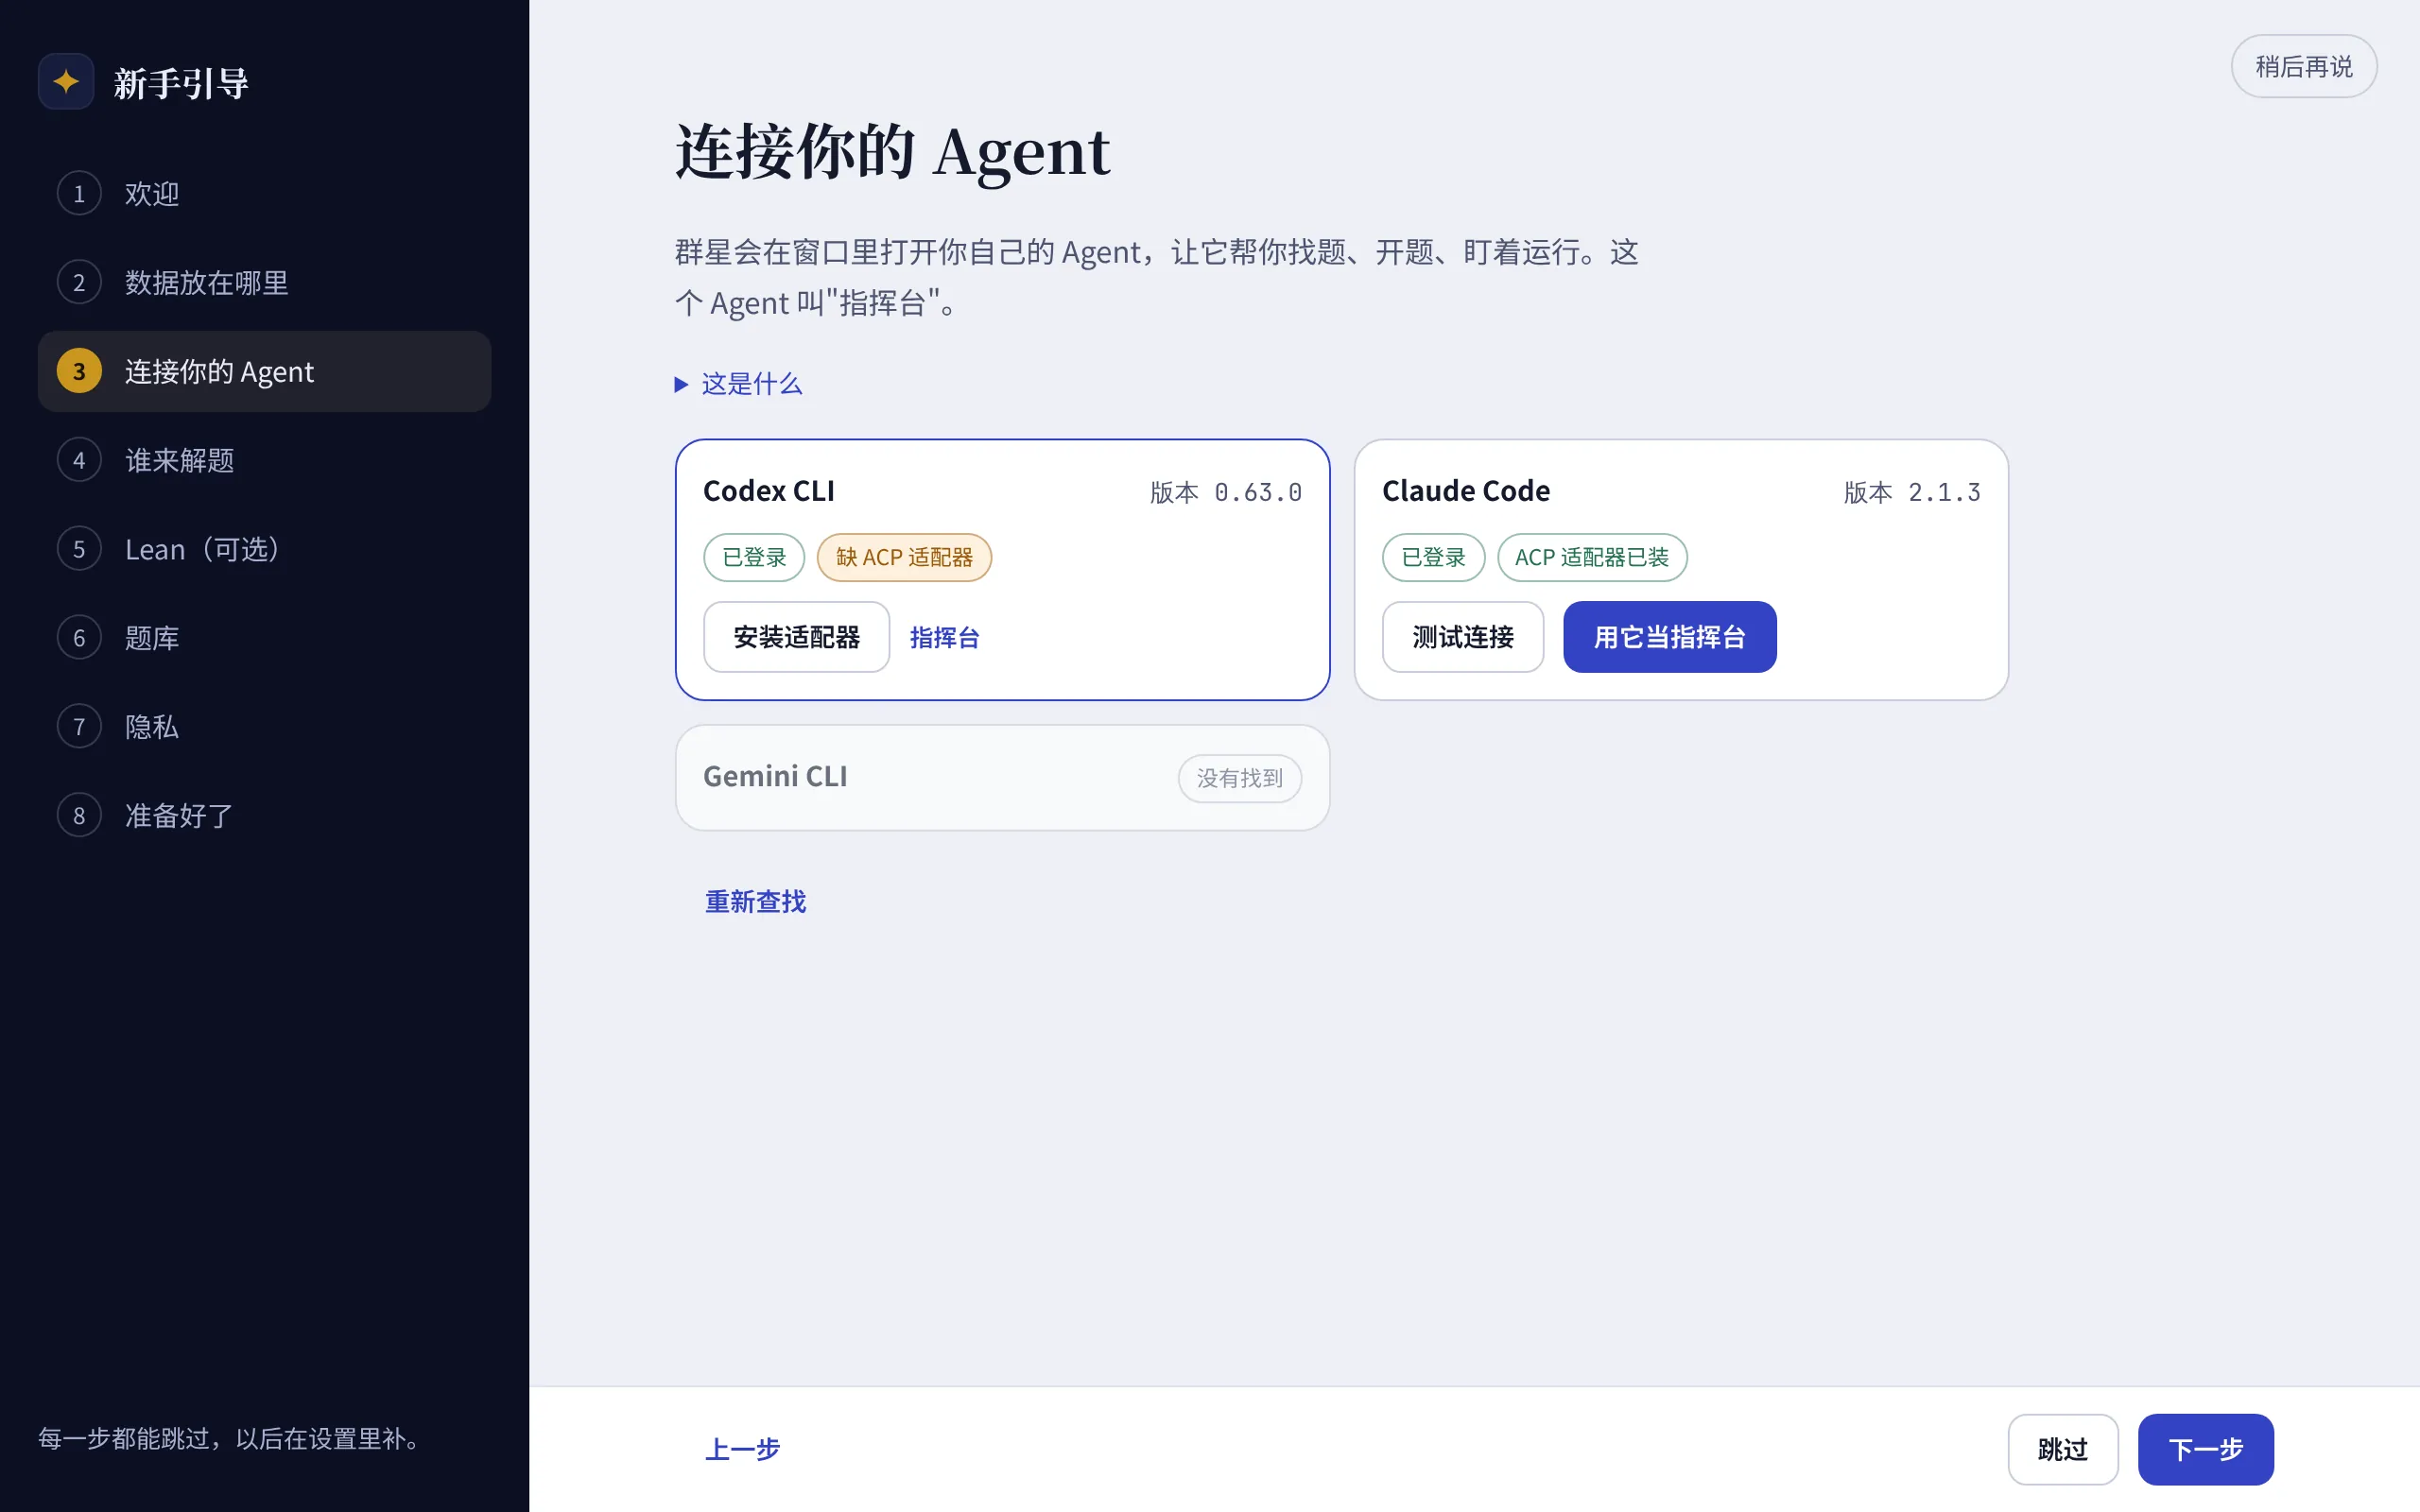 新手引导
1 欢迎
2 数据放在哪里
3 连接你的 Agent
4 谁来解题
5 Lean（可选）
6 题库
7 隐私
8 准备好了
每一步都能跳过，以后在设置里补。
稍后再说
连接你的 Agent
群星会在窗口里打开你自己的 Agent，让它帮你找题、开题、盯着运行。这
个 Agent 叫"指挥台"。
这是什么
Codex CLI 版本 0.63.0
已登录 缺 ACP 适配器
安装适配器 指挥台
Claude Code 版本 2.1.3
已登录 ACP 适配器已装
测试连接 用它当指挥台
Gemini CLI 没有找到
重新查找
上一步 跳过 下一步